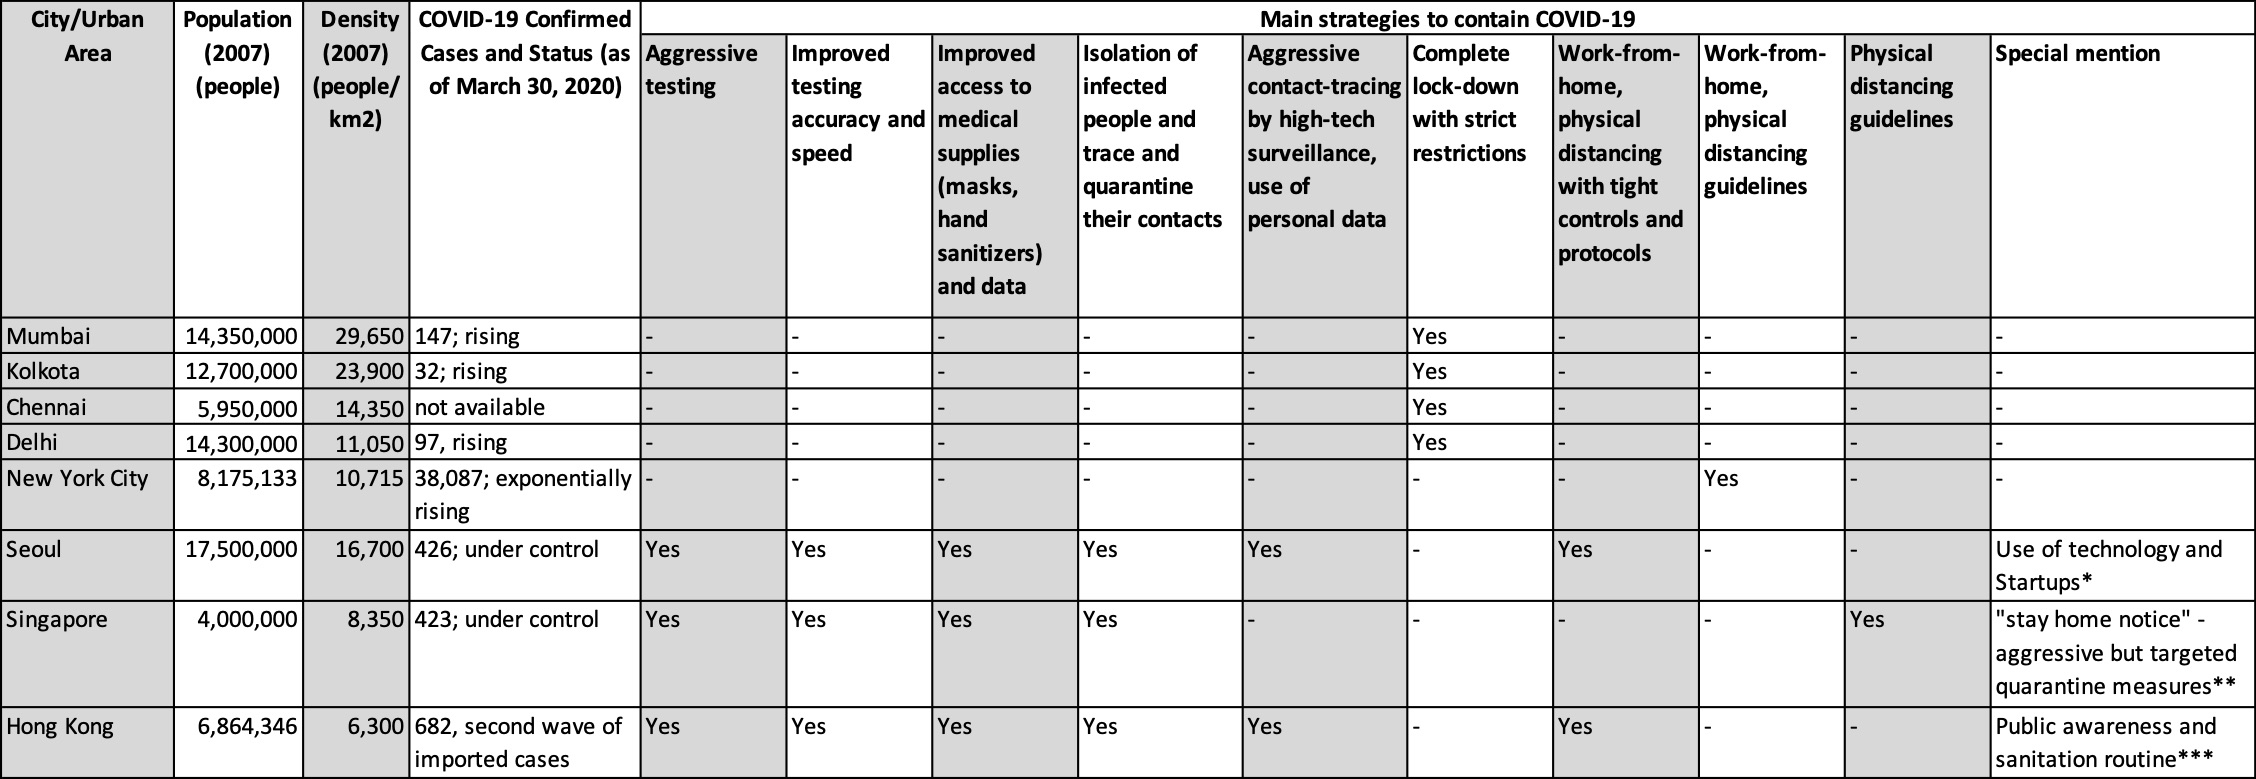 City/Urban Area | Population (2007) (people) | Density (2007) (people/ km2) | COVID-19 Confirmed Cases and Status (as of March 30, 2020) | Main strategies to contain COVID-19
Aggressive testing | Improved testing accuracy and speed | Improved access to medical supplies (masks, hand sanitizers) and data | Isolation of infected people and trace and quarantine their contacts | Aggressive contact-tracing by high-tech surveillance, use of personal data | Complete lock-down with strict restrictions | Work-from-home, physical distancing with tight controls and protocols | Work-from-home, physical distancing guidelines | Physical distancing guidelines | Special mention
Mumbai | 14,350,000 | 29,650 | 147; rising | - | - | - | - | - | Yes | - | - | - | -
Kolkota | 12,700,000 | 23,900 | 32; rising | - | - | - | - | - | Yes | - | - | - | -
Chennai | 5,950,000 | 14,350 | not available | - | - | - | - | - | Yes | - | - | - | -
Delhi | 14,300,000 | 11,050 | 97, rising | - | - | - | - | - | Yes | - | - | - | -
New York City | 8,175,133 | 10,715 | 38,087; exponentially rising | - | - | - | - | - | - | - | Yes | - | -
Seoul | 17,500,000 | 16,700 | 426; under control | Yes | Yes | Yes | Yes | Yes | - | Yes | - | - | Use of technology and Startups*
Singapore | 4,000,000 | 8,350 | 423; under control | Yes | Yes | Yes | Yes | - | - | - | - | Yes | "stay home notice" - aggressive but targeted quarantine measures**
Hong Kong | 6,864,346 | 6,300 | 682, second wave of imported cases | Yes | Yes | Yes | Yes | Yes | - | Yes | - | - | Public awareness and sanitation routine***